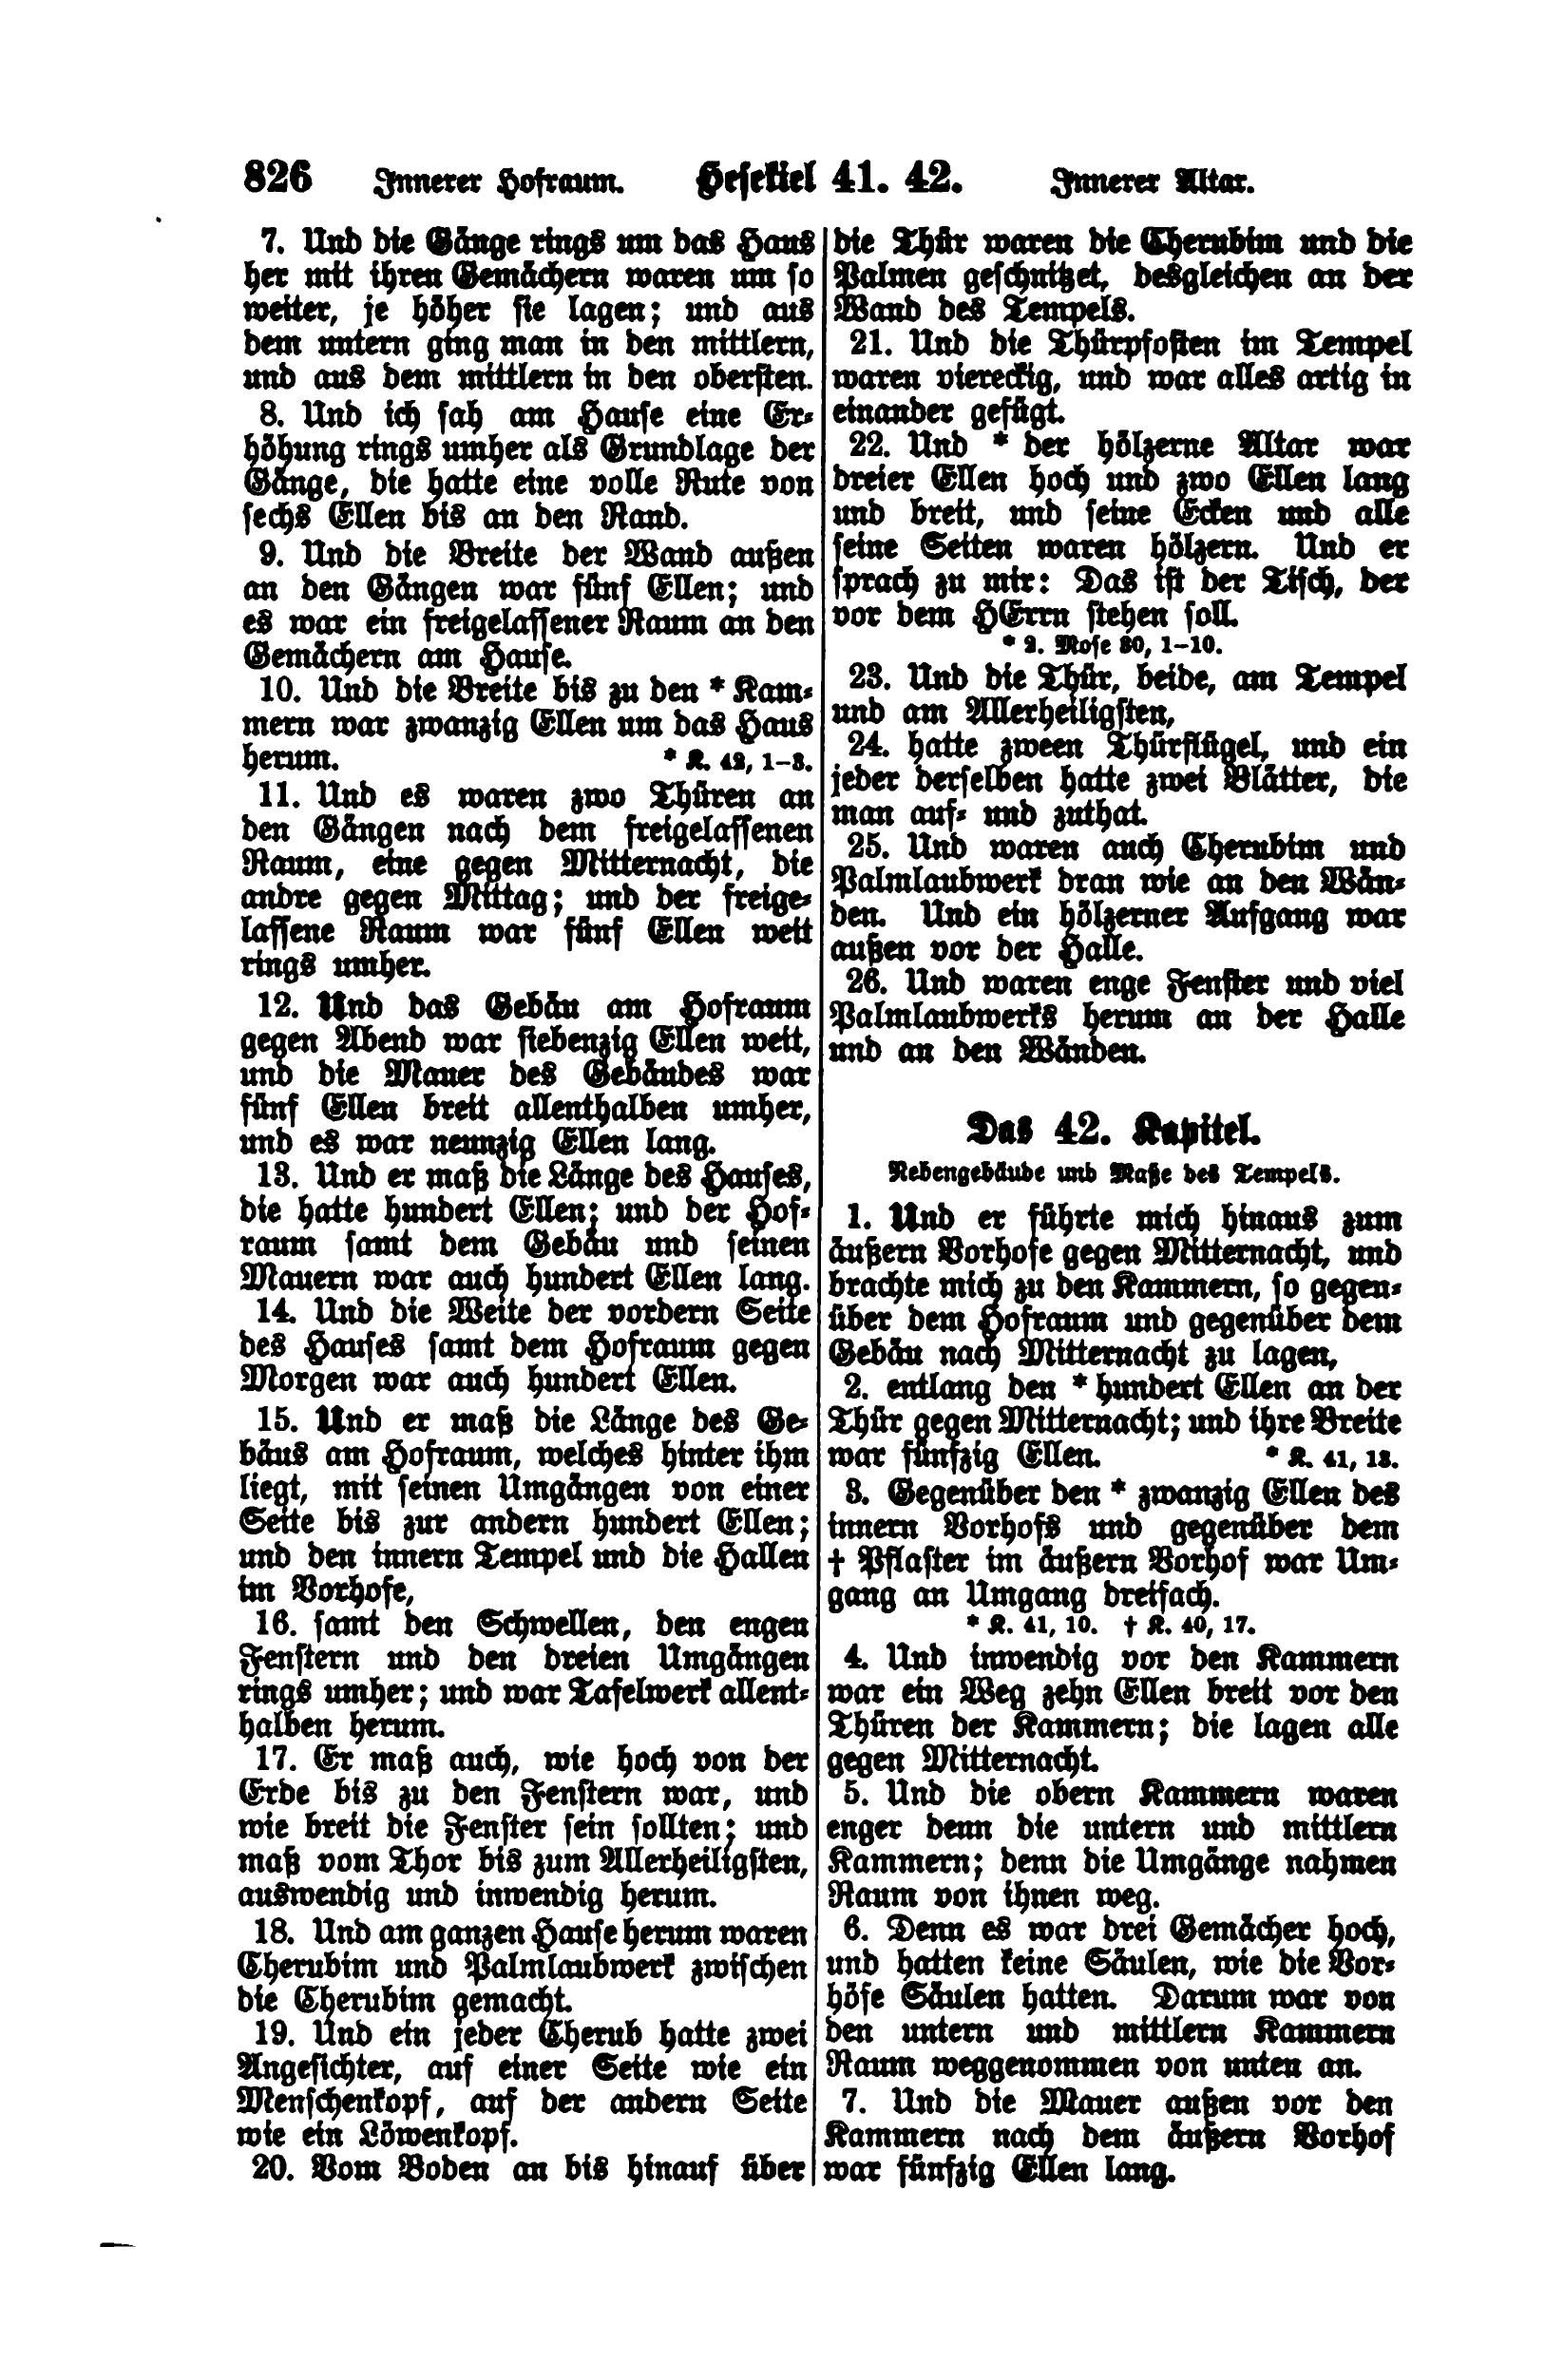 826 Innerer Hofraum. Hesekiel 41. 42. Innerer Altar.
7. Und die Gänge rings um das Haus
her mit ihren Gemächern waren um so
weiter, je höher sie lagen; und aus
dem untern ging man in den mittlern,
und aus dem mittlern in den obersten.
8. Und ich sah am Hause eine Er-
höhung rings umher als Grundlage der
Gänge, die hatte eine volle Rute von
sechs Ellen bis an den Rand.
9. Und die Breite der Wand außen
an den Gängen war fünf Ellen; und
es war ein freigelassener Raum an den
Gemächern am Hause.
10. Und die Breite bis zu den * Kam-
mern war zwanzig Ellen um das Haus
herum. * K. 42, 1–3.
11. Und es waren zwo Thüren an
den Gängen nach dem freigelassenen
Raum, eine gegen Mitternacht, die
andre gegen Mittag; und der freige-
lassene Raum war fünf Ellen weit
rings umher.
12. Und das Gebäu am Hofraum
gegen Abend war siebenzig Ellen weit,
und die Mauer des Gebäudes war
fünf Ellen breit allenthalben umher,
und es war neunzig Ellen lang.
13. Und er maß die Länge des Hauses,
die hatte hundert Ellen; und der Hof-
raum samt dem Gebäu und seinen
Mauern war auch hundert Ellen lang.
14. Und die Weite der vordern Seite
des Hauses samt dem Hofraum gegen
Morgen war auch hundert Ellen.
15. Und er maß die Länge des Ge-
bäus am Hofraum, welches hinter ihm
liegt, mit seinen Umgängen von einer
Seite bis zur andern hundert Ellen;
und den innern Tempel und die Hallen
im Vorhofe,
16. samt den Schwellen, den engen
Fenstern und den dreien Umgängen
rings umher; und war Tafelwerk allent-
halben herum.
17. Er maß auch, wie hoch von der
Erde bis zu den Fenstern war, und
wie breit die Fenster sein sollten; und
maß vom Thor bis zum Allerheiligsten,
auswendig und inwendig herum.
18. Und am ganzen Hause herum waren
Cherubim und Palmlaubwerk zwischen
die Cherubim gemacht.
19. Und ein jeder Cherub hatte zwei
Angesichter, auf einer Seite wie ein
Menschenkopf, auf der andern Seite
wie ein Löwenkopf.
20. Vom Boden an bis hinauf über
die Thür waren die Cherubim und die
Palmen geschnitzet, desgleichen an der
Wand des Tempels.
21. Und die Thürpfosten im Tempel
waren viereckig, und war alles artig in
einander gefügt.
22. Und * der hölzerne Altar war
dreier Ellen hoch und zwo Ellen lang
und breit, und seine Ecken und alle
seine Seiten waren hölzern. Und er
sprach zu mir: Das ist der Tisch, der
vor dem HErrn stehen soll.
* 2. Mose 30, 1–10.
23. Und die Thür, beide, am Tempel
und am Allerheiligsten,
24. hatte zween Thürflügel, und ein
jeder derselben hatte zwei Blätter, die
man auf- und zuthat.
25. Und waren auch Cherubim und
Palmlaubwerk dran wie an den Wän-
den. Und ein hölzerner Aufgang war
außen vor der Halle.
26. Und waren enge Fenster und viel
Palmlaubwerks herum an der Halle
und an den Wänden.
Das 42. Kapitel.
Nebengebäude und Maße des Tempels.
1. Und er führte mich hinaus zum
äußern Vorhofe gegen Mitternacht, und
brachte mich zu den Kammern, so gegen-
über dem Hofraum und gegenüber dem
Gebäu nach Mitternacht zu lagen,
2. entlang den * hundert Ellen an der
Thür gegen Mitternacht; und ihre Breite
war fünfzig Ellen. * K. 41, 13.
3. Gegenüber den * zwanzig Ellen des
innern Vorhofs und gegenüber dem
† Pflaster im äußern Vorhof war Um-
gang an Umgang dreifach.
* K. 41, 10. † K. 40, 17.
4. Und inwendig vor den Kammern
war ein Weg zehn Ellen breit vor den
Thüren der Kammern; die lagen alle
gegen Mitternacht.
5. Und die obern Kammern waren
enger denn die untern und mittlern
Kammern; denn die Umgänge nahmen
Raum von ihnen weg.
6. Denn es war drei Gemächer hoch,
und hatten keine Säulen, wie die Vor-
höfe Säulen hatten. Darum war von
den untern und mittlern Kammern
Raum weggenommen von unten an.
7. Und die Mauer außen vor den
Kammern nach dem äußern Vorhof
war fünfzig Ellen lang.